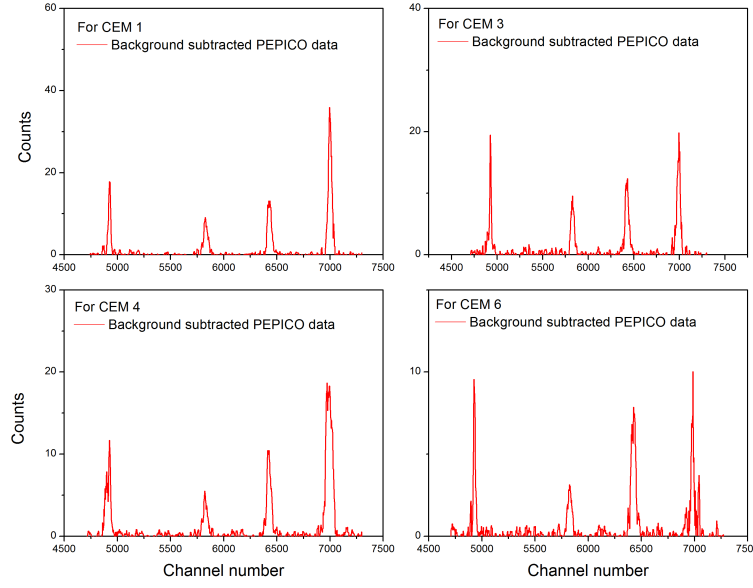 60
For CEM 1
Background subtracted PEPICO data
40
20
0
Counts
4500 5000 5500 6000 6500 7000 7500
40
For CEM 3
Background subtracted PEPICO data
20
0
4500 5000 5500 6000 6500 7000 7500
30
For CEM 4
Background subtracted PEPICO data
20
10
0
Counts
4500 5000 5500 6000 6500 7000 7500
Channel number
For CEM 6
Background subtracted PEPICO data
10
0
4500 5000 5500 6000 6500 7000 7500
Channel number